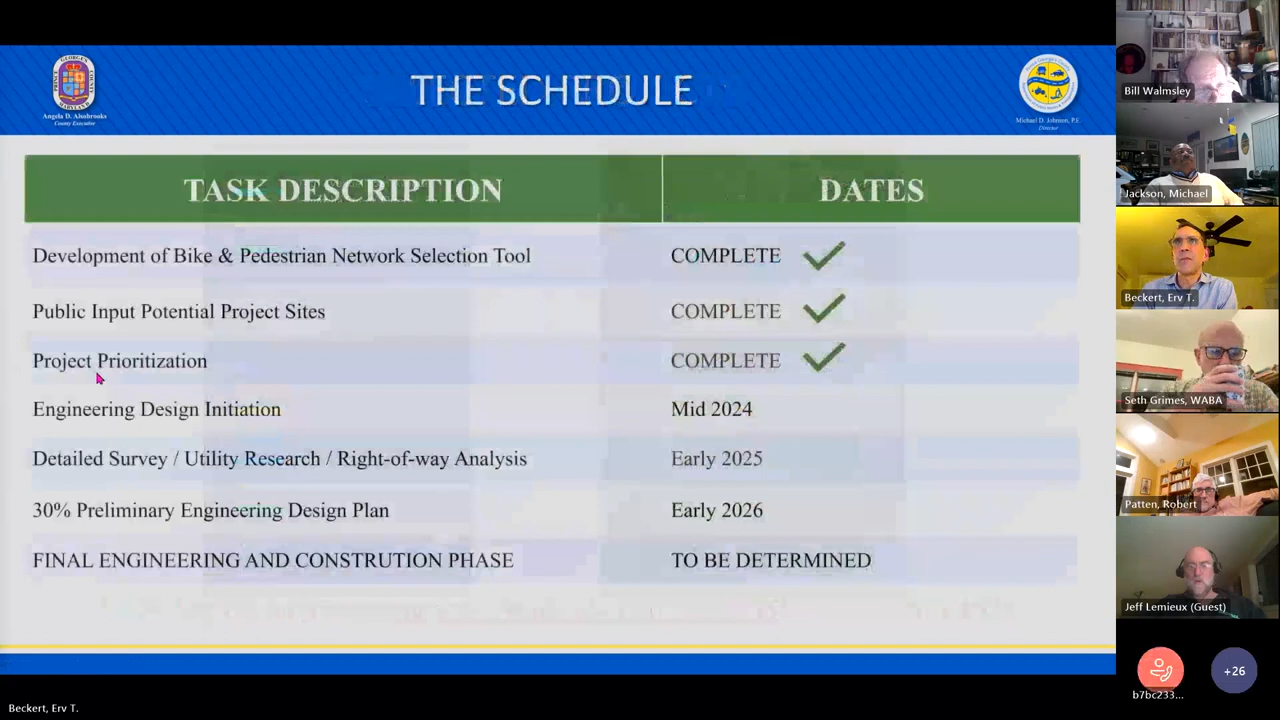 THE SCHEDULE
Angela D. Alsobrooks
County Executive
Michael D. Johnson, P.E
Director
TASK DESCRIPTION
DATES
Development of Bike & Pedestrian Network Selection Tool
COMPLETE
Public Input Potential Project Sites
COMPLETE
Project Prioritization
COMPLETE
Engineering Design Initiation
Mid 2024
Detailed Survey / Utility Research / Right-of-way Analysis
Early 2025
30% Preliminary Engineering Design Plan
Early 2026
FINAL ENGINEERING AND CONSTRUTION PHASE
TO BE DETERMINED
Beckert, Erv T.
Bill Walmsley
Jackson, Michael
Beckert, Erv T.
Seth Grimes, WABA
Patten, Robert
Jeff Lemieux (Guest)
b7bc233...
+26